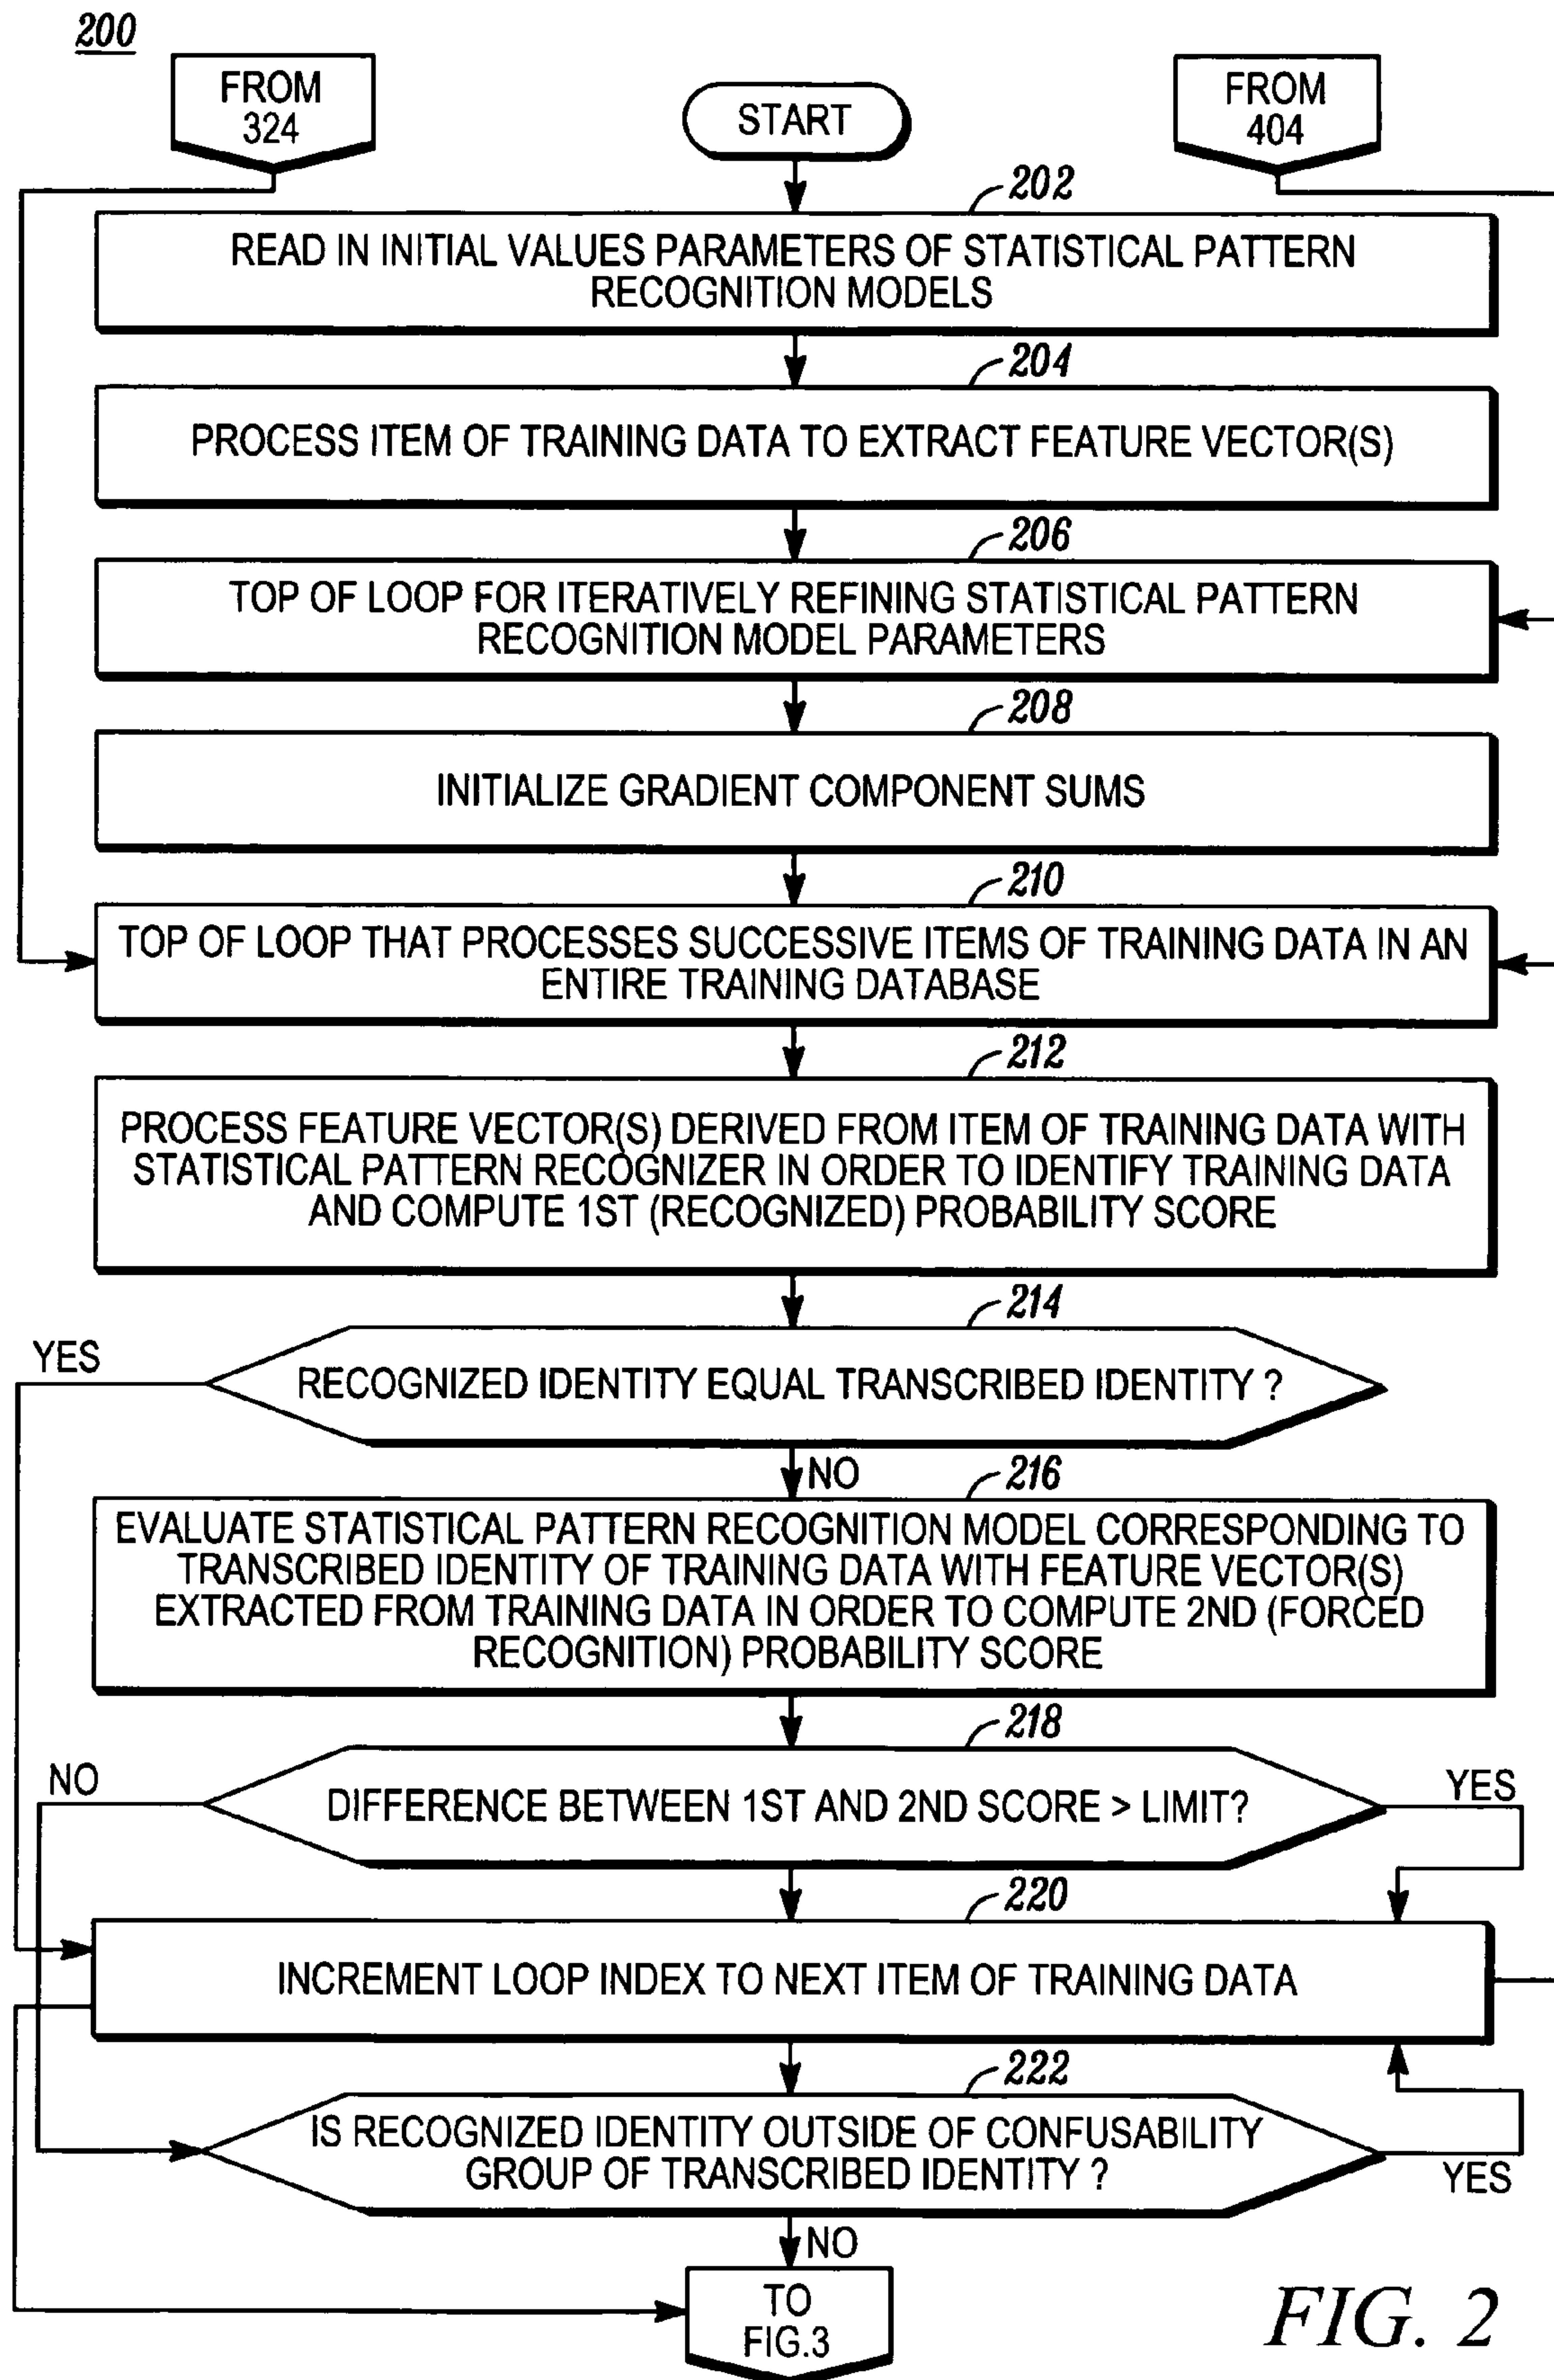 200
FROM
324
START
FROM
404
202
READ IN INITIAL VALUES PARAMETERS OF STATISTICAL PATTERN
RECOGNITION MODELS
204
PROCESS ITEM OF TRAINING DATA TO EXTRACT FEATURE VECTOR(S)
206
TOP OF LOOP FOR ITERATIVELY REFINING STATISTICAL PATTERN
RECOGNITION MODEL PARAMETERS
208
INITIALIZE GRADIENT COMPONENT SUMS
210
TOP OF LOOP THAT PROCESSES SUCCESSIVE ITEMS OF TRAINING DATA IN AN
ENTIRE TRAINING DATABASE
212
PROCESS FEATURE VECTOR(S) DERIVED FROM ITEM OF TRAINING DATA WITH
STATISTICAL PATTERN RECOGNIZER IN ORDER TO IDENTIFY TRAINING DATA
AND COMPUTE 1ST (RECOGNIZED) PROBABILITY SCORE
214
YES
RECOGNIZED IDENTITY EQUAL TRANSCRIBED IDENTITY ?
NO
216
EVALUATE STATISTICAL PATTERN RECOGNITION MODEL CORRESPONDING TO
TRANSCRIBED IDENTITY OF TRAINING DATA WITH FEATURE VECTOR(S)
EXTRACTED FROM TRAINING DATA IN ORDER TO COMPUTE 2ND (FORCED
RECOGNITION) PROBABILITY SCORE
218
NO
DIFFERENCE BETWEEN 1ST AND 2ND SCORE > LIMIT?
YES
220
INCREMENT LOOP INDEX TO NEXT ITEM OF TRAINING DATA
222
IS RECOGNIZED IDENTITY OUTSIDE OF CONFUSABILITY
GROUP OF TRANSCRIBED IDENTITY ?
YES
NO
TO
FIG.3
FIG. 2